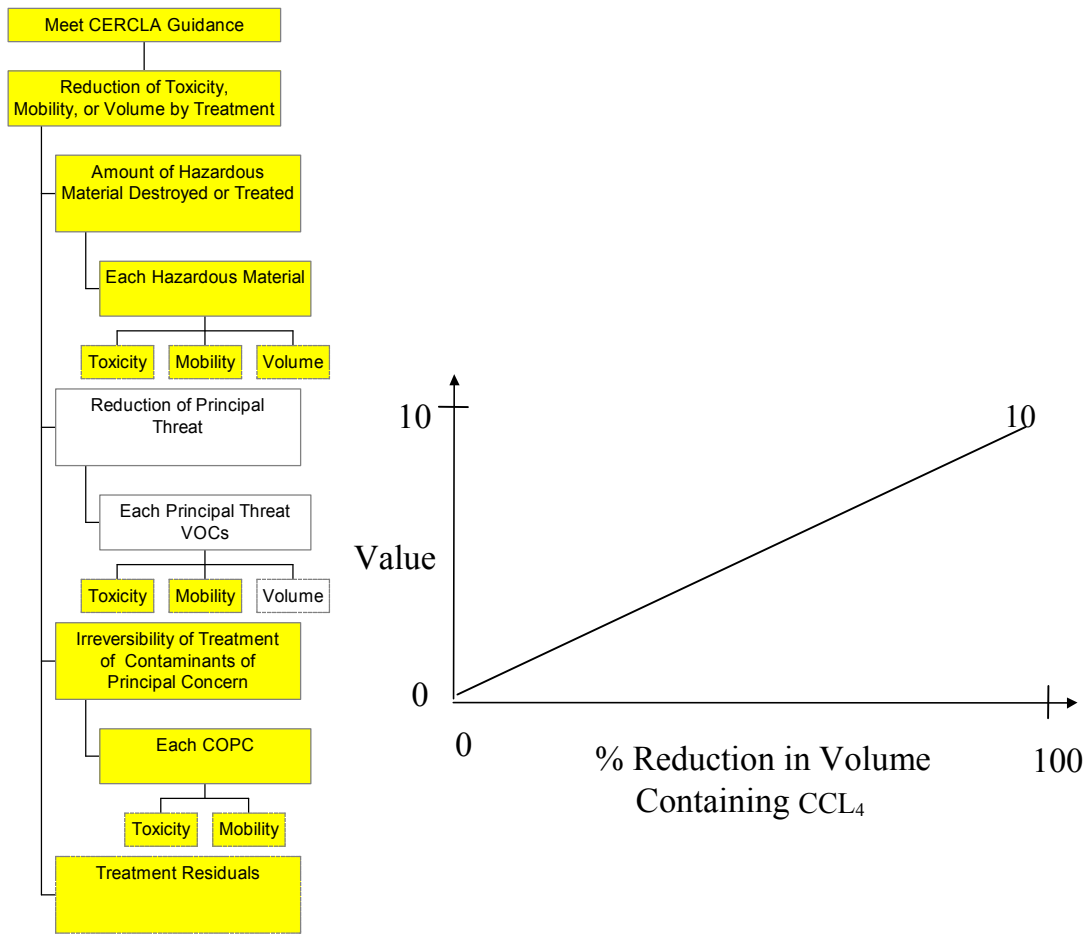 Meet CERCLA Guidance
Reduction of Toxicity,
Mobility, or Volume by Treatment
Amount of Hazardous
Material Destroyed or Treated
Each Hazardous Material
Toxicity
Mobility
Volume
Reduction of Principal
Threat
Each Principal Threat
VOCs
Toxicity
Mobility
Volume
Irreversibility of Treatment
of Contaminants of
Principal Concern
Each COPC
Toxicity
Mobility
Treatment Residuals
10
10
Value
0
0
100
% Reduction in Volume
Containing CCL₄